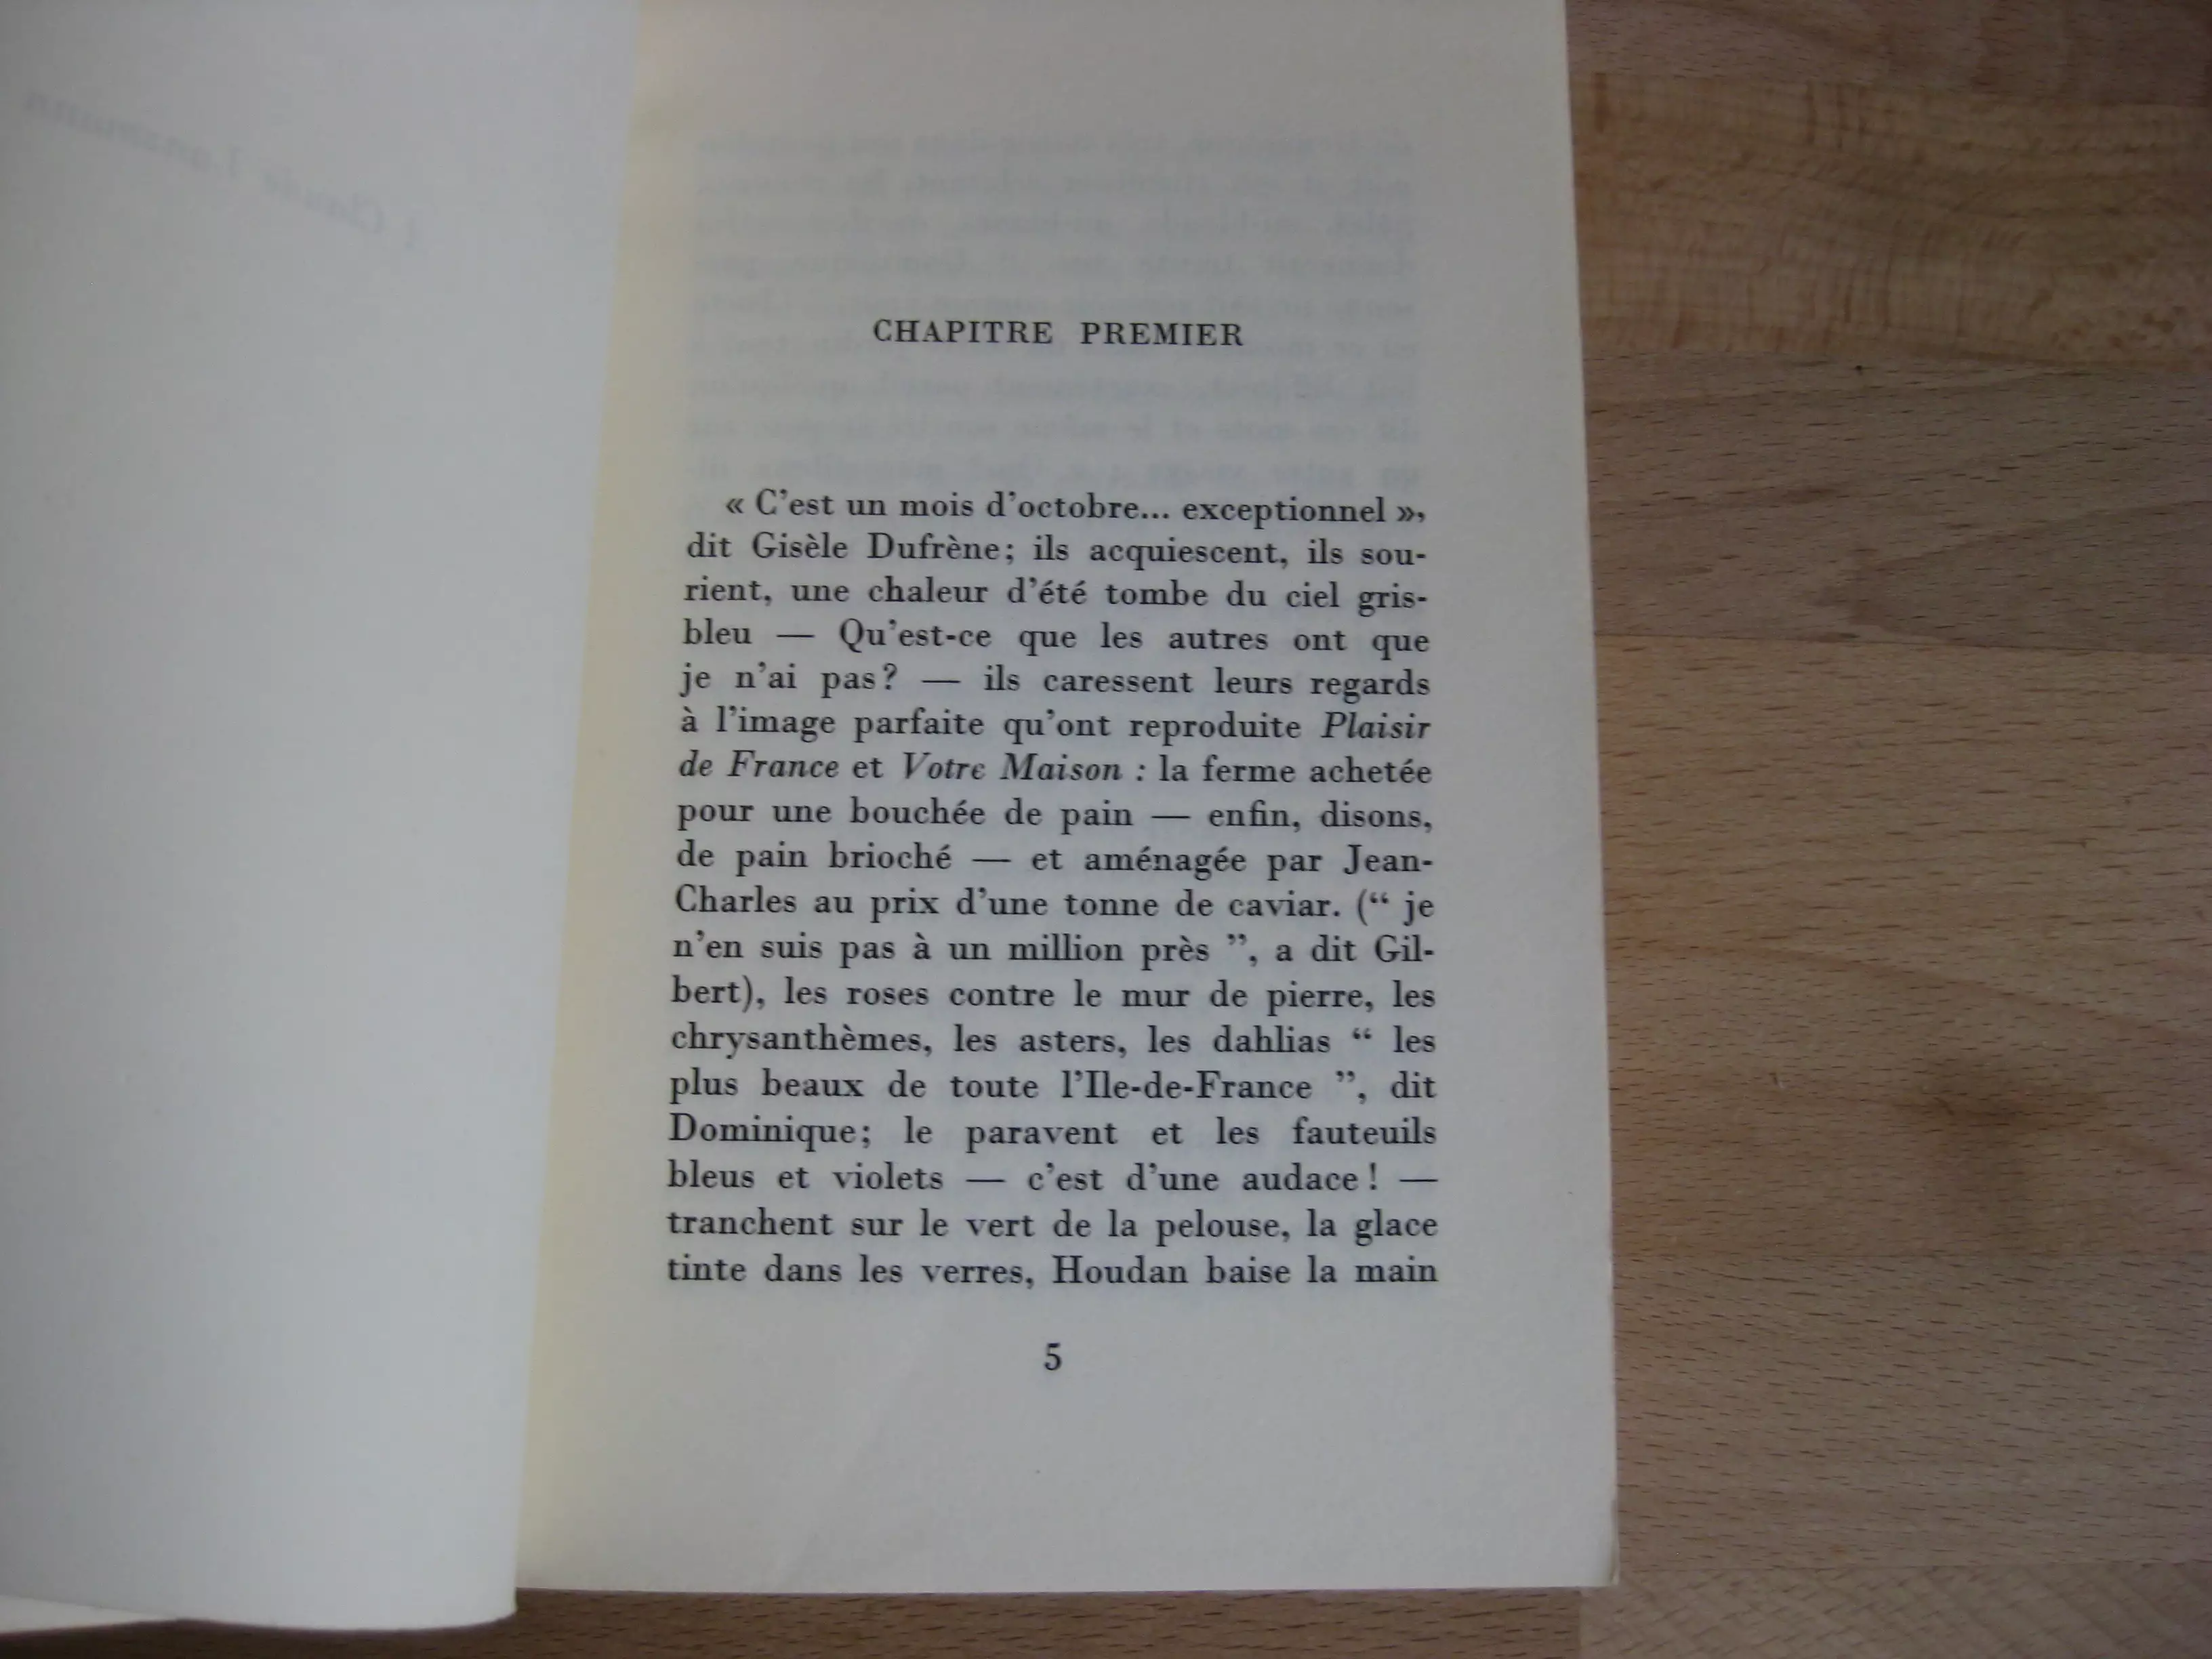 CHAPITRE PREMIER
« C'est un mois d'octobre... exceptionnel »,
dit Gisèle Dufrène; ils acquiescent, ils sou-
rient, une chaleur d'été tombe du ciel gris-
bleu — Qu'est-ce que les autres ont que
je n'ai pas? — ils caressent leurs regards
à l'image parfaite qu'ont reproduite Plaisir
de France et Votre Maison : la ferme achetée
pour une bouchée de pain — enfin, disons,
de pain brioché — et aménagée par Jean-
Charles au prix d'une tonne de caviar. (“ je
n'en suis pas à un million près ”, a dit Gil-
bert), les roses contre le mur de pierre, les
chrysanthèmes, les asters, les dahlias “ les
plus beaux de toute l'Ile-de-France ”, dit
Dominique; le paravent et les fauteuils
bleus et violets — c'est d'une audace ! —
tranchent sur le vert de la pelouse, la glace
tinte dans les verres, Houdan baise la main
5